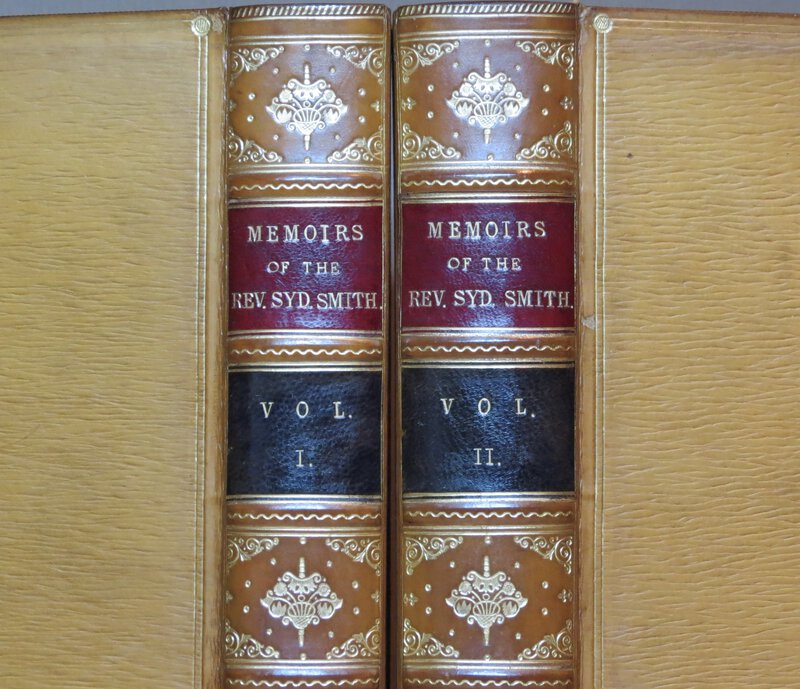 MEMOIRS
OF THE
REV. SYD. SMITH.
VOL.
I.
MEMOIRS
OF THE
REV. SYD. SMITH.
VOL.
II.